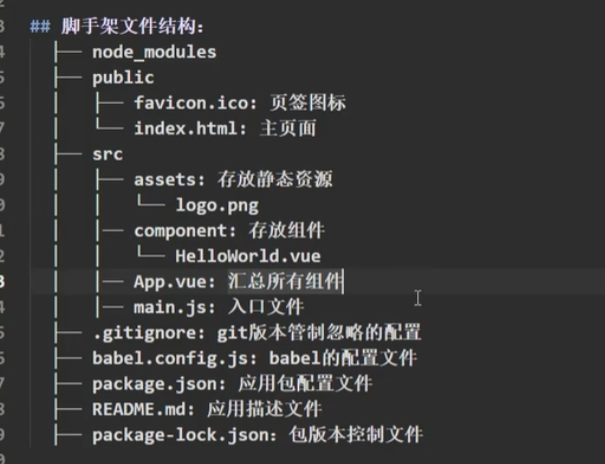 ## 脚手架文件结构:
├── node_modules
├── public
│   ├── favicon.ico: 页签图标
│   └── index.html: 主页面
├── src
│   ├── assets: 存放静态资源
│   │   └── logo.png
│   ├── component: 存放组件
│   │   └── HelloWorld.vue
│   ├── App.vue: 汇总所有组件
│   ├── main.js: 入口文件
├── .gitignore: git版本管制忽略的配置
├── babel.config.js: babel的配置文件
├── package.json: 应用包配置文件
├── README.md: 应用描述文件
├── package-lock.json: 包版本控制文件